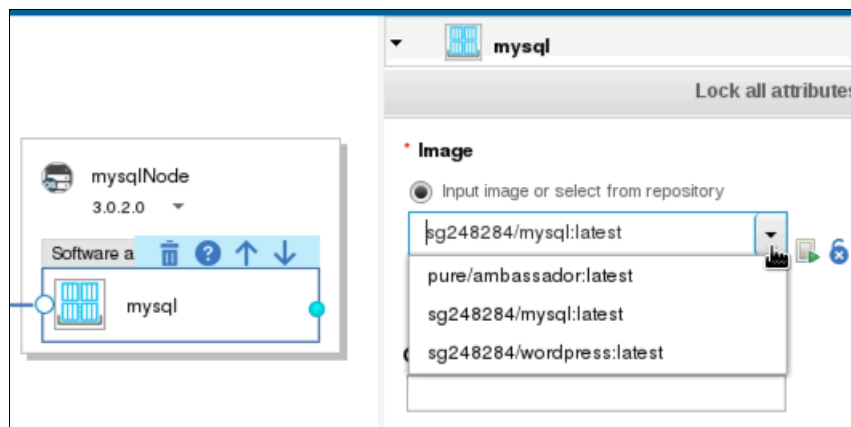 mysqlNode
3.0.2.0
Software a
mysql
mysql
Lock all attributes
* Image
Input image or select from repository
sg248284/mysql:latest
pure/ambassador:latest
sg248284/mysql:latest
sg248284/wordpress:latest